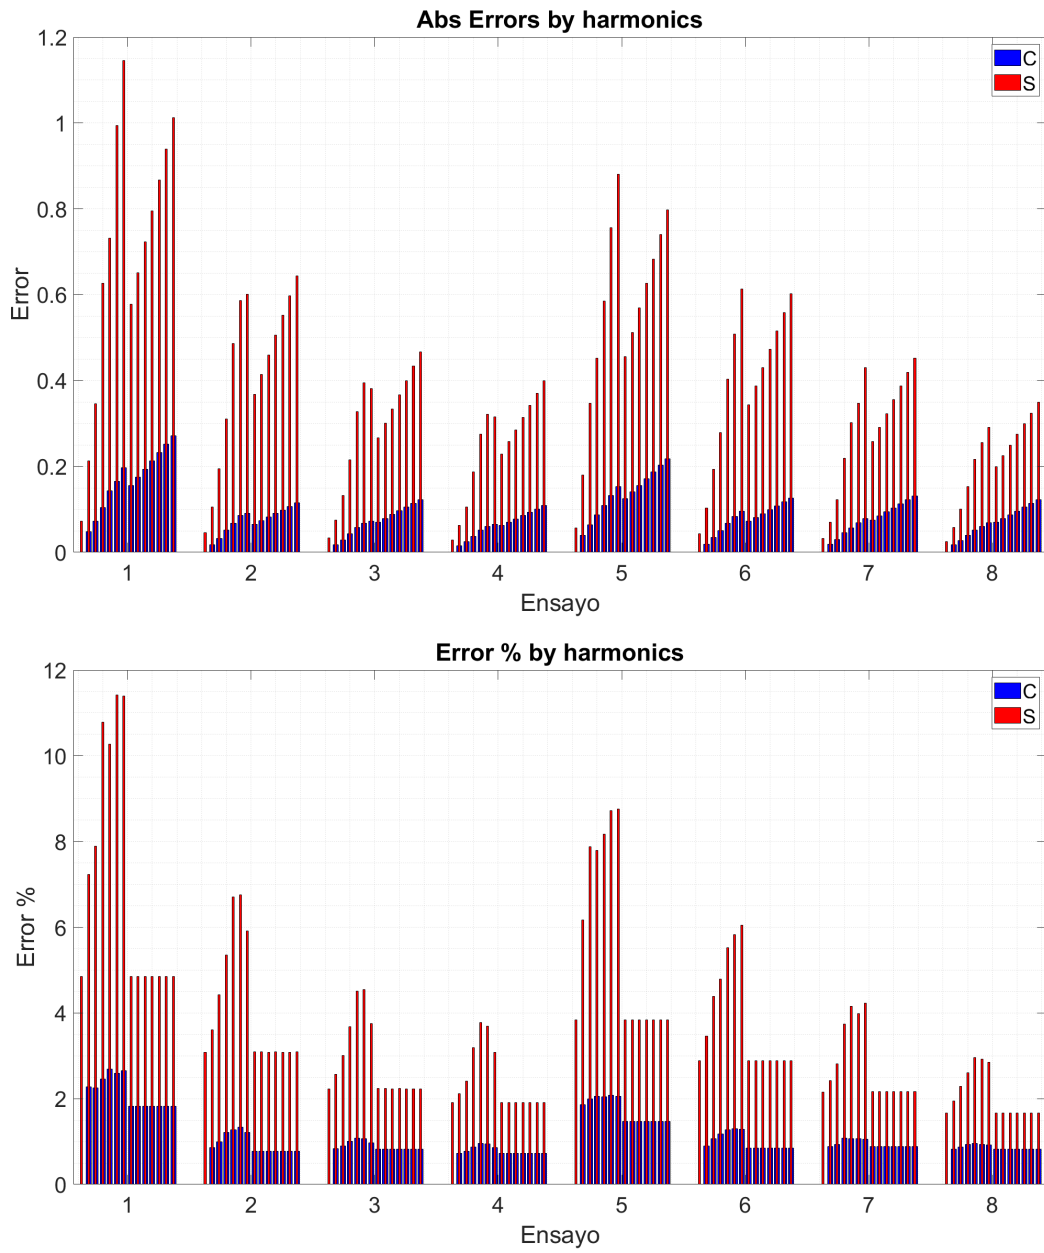 Abs Errors by harmonics
1.2
1
0.8
0.6
0.4
0.2
0
Error
C
S
1 2 3 4 5 6 7 8
Ensayo
Error % by harmonics
12
10
8
6
4
2
0
Error %
C
S
1 2 3 4 5 6 7 8
Ensayo